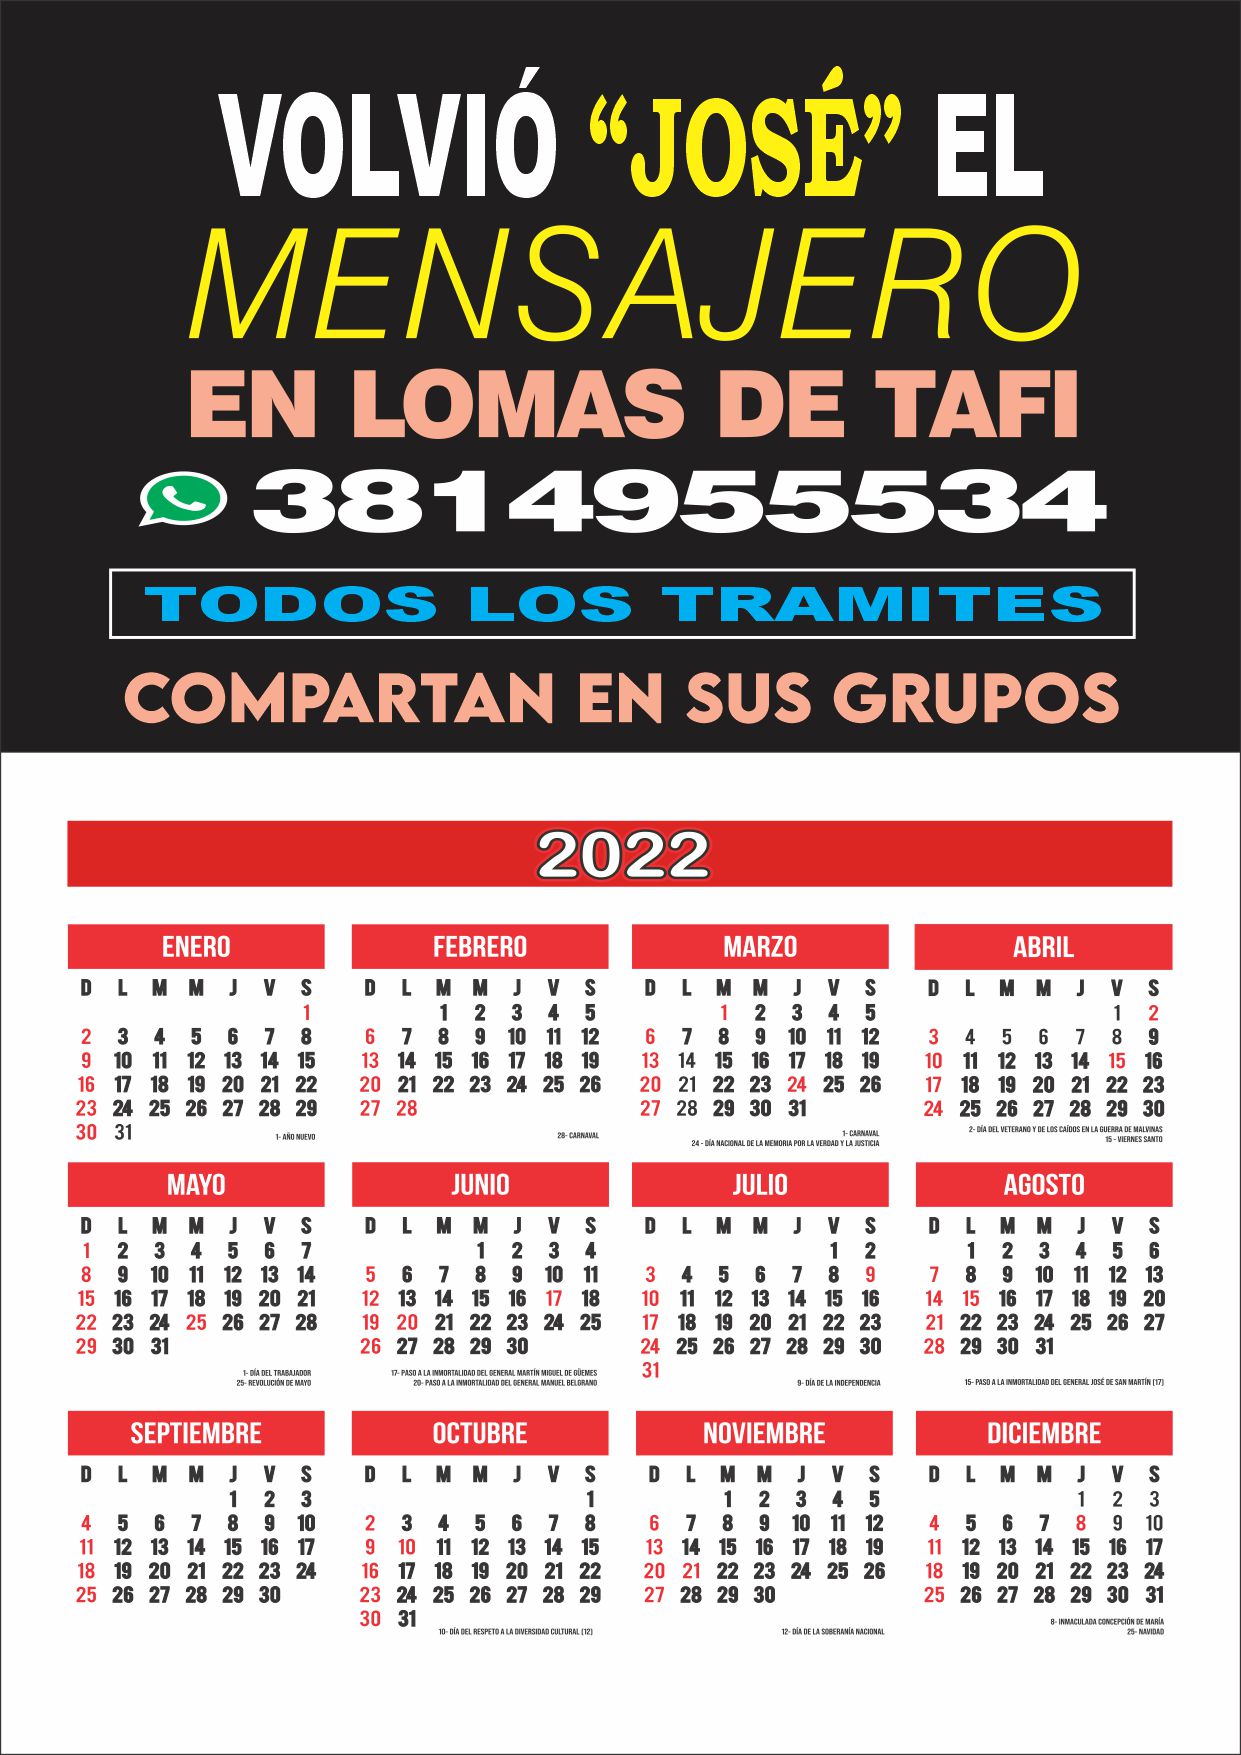 VOLVIÓ “JOSÉ” EL
MENSAJERO
EN LOMAS DE TAFI
3814955534
TODOS LOS TRAMITES
COMPARTAN EN SUS GRUPOS
2022
ENERO
D L M M J V S
1
2 3 4 5 6 7 8
9 10 11 12 13 14 15
16 17 18 19 20 21 22
23 24 25 26 27 28 29
30 31
1- AÑO NUEVO
FEBRERO
D L M M J V S
1 2 3 4 5
6 7 8 9 10 11 12
13 14 15 16 17 18 19
20 21 22 23 24 25 26
27 28
28- CARNAVAL
MARZO
D L M M J V S
1 2 3 4 5
6 7 8 9 10 11 12
13 14 15 16 17 18 19
20 21 22 23 24 25 26
27 28 29 30 31
1- CARNAVAL
24 - DÍA NACIONAL DE LA MEMORIA POR LA VERDAD Y LA JUSTICIA
ABRIL
D L M M J V S
1 2
3 4 5 6 7 8 9
10 11 12 13 14 15 16
17 18 19 20 21 22 23
24 25 26 27 28 29 30
2- DÍA DEL VETERANO Y DE LOS CAÍDOS EN LA GUERRA DE MALVINAS
15 - VIERNES SANTO
MAYO
D L M M J V S
1 2 3 4 5 6 7
8 9 10 11 12 13 14
15 16 17 18 19 20 21
22 23 24 25 26 27 28
29 30 31
1- DÍA DEL TRABAJADOR
25- REVOLUCIÓN DE MAYO
JUNIO
D L M M J V S
1 2 3 4
5 6 7 8 9 10 11
12 13 14 15 16 17 18
19 20 21 22 23 24 25
26 27 28 29 30
17- PASO A LA INMORTALIDAD DEL GENERAL MARTÍN MIGUEL DE GÜEMES
20- PASO A LA INMORTALIDAD DEL GENERAL MANUEL BELGRANO
JULIO
D L M M J V S
1 2
3 4 5 6 7 8 9
10 11 12 13 14 15 16
17 18 19 20 21 22 23
24 25 26 27 28 29 30
31
9- DÍA DE LA INDEPENDENCIA
AGOSTO
D L M M J V S
1 2 3 4 5 6
7 8 9 10 11 12 13
14 15 16 17 18 19 20
21 22 23 24 25 26 27
28 29 30 31
15- PASO A LA INMORTALIDAD DEL GENERAL JOSÉ DE SAN MARTÍN (17)
SEPTIEMBRE
D L M M J V S
1 2 3
4 5 6 7 8 9 10
11 12 13 14 15 16 17
18 19 20 21 22 23 24
25 26 27 28 29 30
OCTUBRE
D L M M J V S
1
2 3 4 5 6 7 8
9 10 11 12 13 14 15
16 17 18 19 20 21 22
23 24 25 26 27 28 29
30 31
10- DÍA DEL RESPETO A LA DIVERSIDAD CULTURAL (12)
NOVIEMBRE
D L M M J V S
1 2 3 4 5
6 7 8 9 10 11 12
13 14 15 16 17 18 19
20 21 22 23 24 25 26
27 28 29 30
12- DÍA DE LA SOBERANÍA NACIONAL
DICIEMBRE
D L M M J V S
1 2 3
4 5 6 7 8 9 10
11 12 13 14 15 16 17
18 19 20 21 22 23 24
25 26 27 28 29 30 31
8- INMACULADA CONCEPCIÓN DE MARÍA
25- NAVIDAD